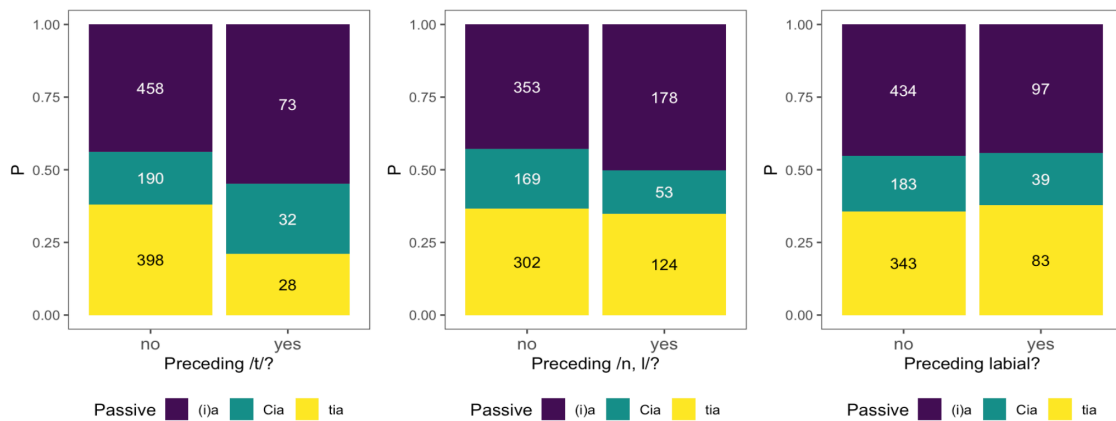 1.00
0.75
0.50
0.25
0.00
P
458
190
398
73
32
28
no yes
Preceding /t/?
Passive (i)a Cia tia
1.00
0.75
0.50
0.25
0.00
P
353
169
302
178
53
124
no yes
Preceding /n, l/?
Passive (i)a Cia tia
1.00
0.75
0.50
0.25
0.00
P
434
183
343
97
39
83
no yes
Preceding labial?
Passive (i)a Cia tia